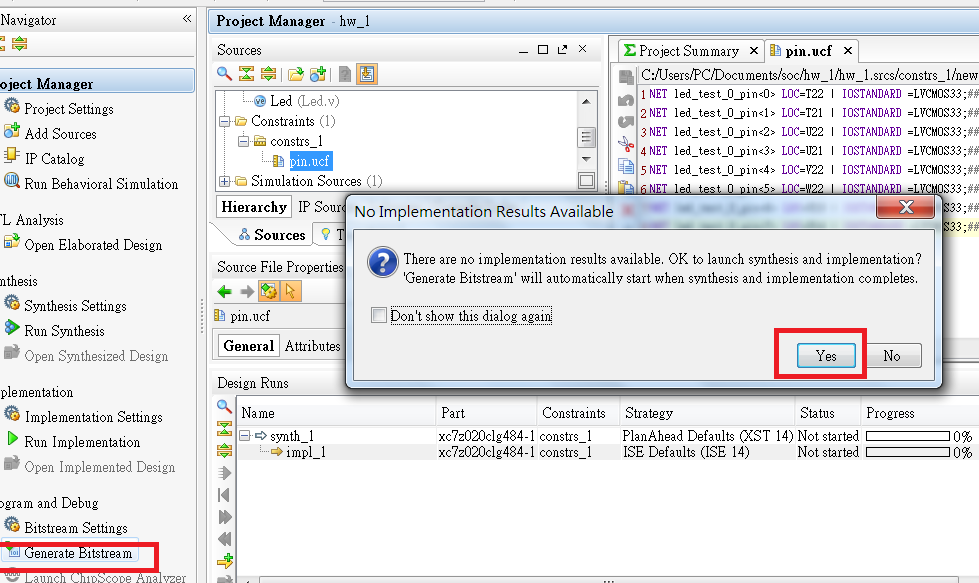 Navigator
«
oject Manager
Project Settings
Add Sources
IP Catalog
Run Behavioral Simulation
TL Analysis
Open Elaborated Design
nthesis
Synthesis Settings
Run Synthesis
Open Synthesized Design
plementation
Implementation Settings
Run Implementation
Open Implemented Design
ogram and Debug
Bitstream Settings
Generate Bitstream
Launch ChipScope Analyzer
Project Manager - hw_1
Sources
Led (Led.v)
Constraints (1)
constrs_1
pin.ucf
Simulation Sources (1)
Hierarchy IP Sourc
Sources T
Source File Properties
pin.ucf
General Attributes
Σ Project Summary × pin.ucf ×
C:/Users/PC/Documents/soc/hw_1/hw_1.srcs/constrs_1/new
1 NET led_test_0_pin<0> LOC=T22 | IOSTANDARD =LVCMOS33;##
2 NET led_test_0_pin<1> LOC=T21 | IOSTANDARD =LVCMOS33;##
3 NET led_test_0_pin<2> LOC=U22 | IOSTANDARD =LVCMOS33;##
4 NET led_test_0_pin<3> LOC=U21 | IOSTANDARD =LVCMOS33;##
5 NET led_test_0_pin<4> LOC=V22 | IOSTANDARD =LVCMOS33;##
6 NET led_test_0_pin<5> LOC=W22 | IOSTANDARD =LVCMOS33;##
No Implementation Results Available
There are no implementation results available. OK to launch synthesis and implementation?
'Generate Bitstream' will automatically start when synthesis and implementation completes.
Don't show this dialog again
Yes No
Design Runs
Name Part Constraints Strategy Status Progress
synth_1 xc7z020clg484-1 constrs_1 PlanAhead Defaults (XST 14) Not started 0%
impl_1 xc7z020clg484-1 constrs_1 ISE Defaults (ISE 14) Not started 0%